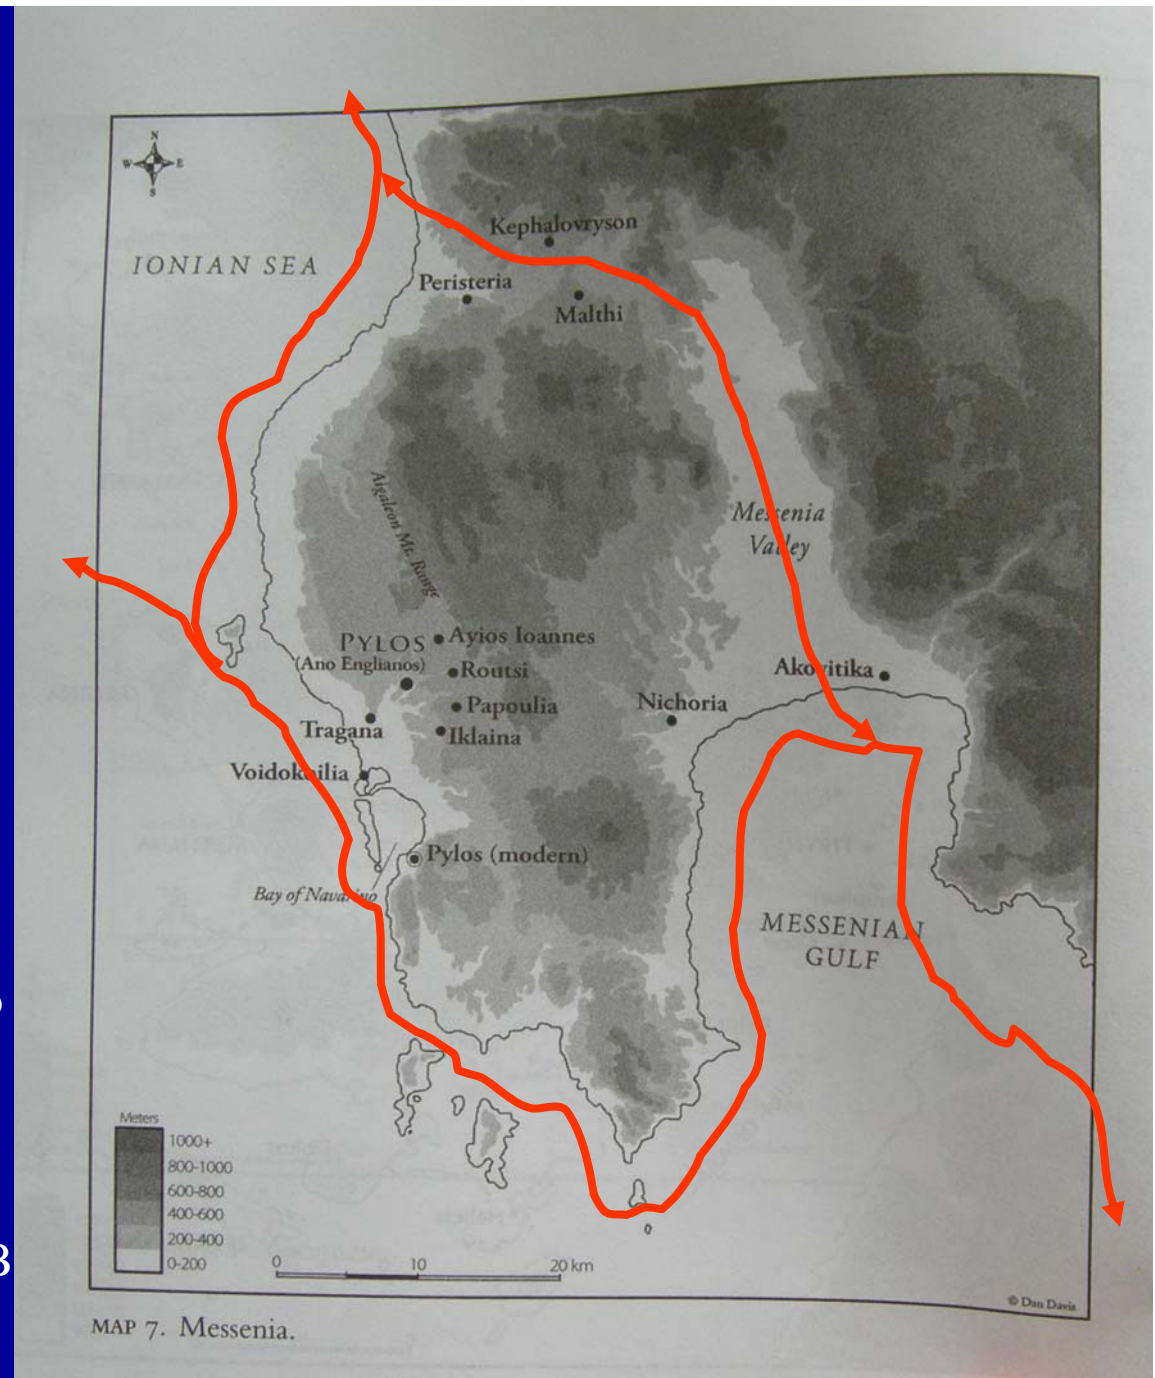 N
W E
S
IONIAN SEA
Kephalovryson
Peristeria
Malthi
Aigaleon Mt. Range
Messenia
Valley
PYLOS
(Ano Englianos)
Ayios Ioannes
Routsi
Papoulia
Iklaina
Tragana
Voidokoilia
Nichoria
Akovitika
Pylos (modern)
Bay of Navarino
MESSENIAN
GULF
Meters
1000+
800-1000
600-800
400-600
200-400
0-200
0 10 20 km
© Dan Davis
MAP 7. Messenia.